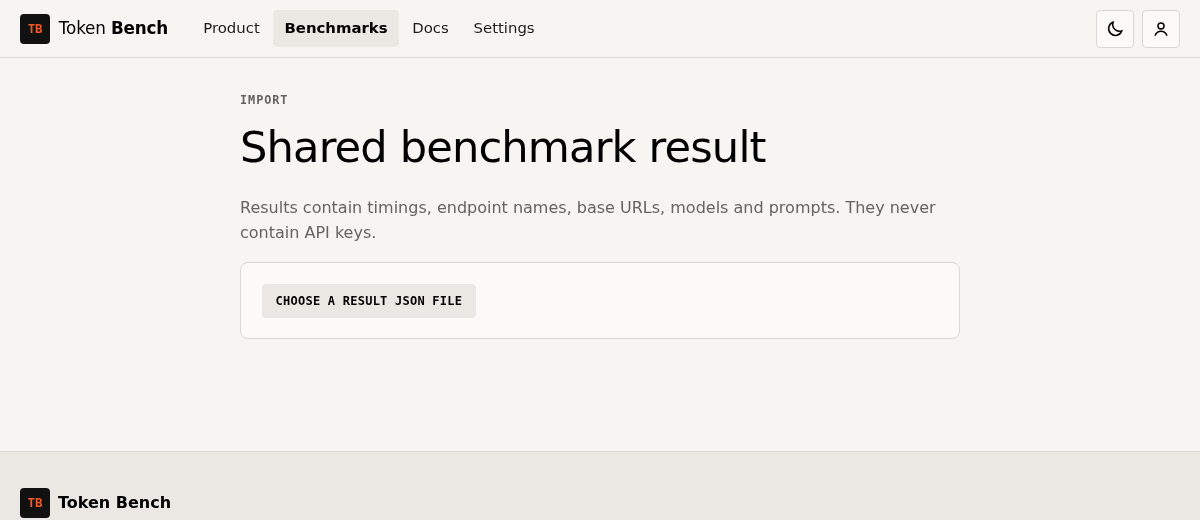 TB Token Bench Product Benchmarks Docs Settings
IMPORT
Shared benchmark result
Results contain timings, endpoint names, base URLs, models and prompts. They never
contain API keys.
CHOOSE A RESULT JSON FILE
TB Token Bench